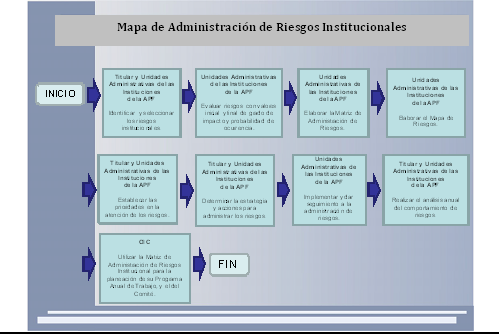 Mapa de Administración de Riesgos Institucionales
INICIO
Titular y Unidades
Administrativas de las
Instituciones
de la APF
Identificar y seleccionar
los riesgos
institucionales
Unidades Administrativas
de las Instituciones
de la APF
Evaluar riesgos con valores
inicial y final de grado de
impacto y probabilidad de
ocurrencia.
Unidades
Administrativas de las
Instituciones
de la APF
Elaborar la Matriz de
Administración de
Riesgos.
Unidades
Administrativas de las
Instituciones
de la APF
Elaborar el Mapa de
Riesgos.
Titular y Unidades
Administrativas de las
Instituciones
de la APF
Establecer las
prioridades en la
atención de los riesgos.
Titular y Unidades
Administrativas de las
Instituciones
de la APF
Determinar la estrategia
y acciones para
administrar los riesgos
Unidades
Administrativas de las
Instituciones
de la APF
Implementar y dar
seguimiento a la
administración de
riesgos.
Titular y Unidades
Administrativas de las
Instituciones
de la APF
Realizar el análisis anual
del comportamiento de
riesgos.
OIC
Utilizar la Matriz de
Administración de Riesgos
Institucional para la
planeación de su Programa
Anual de Trabajo, y el del
Comité.
FIN